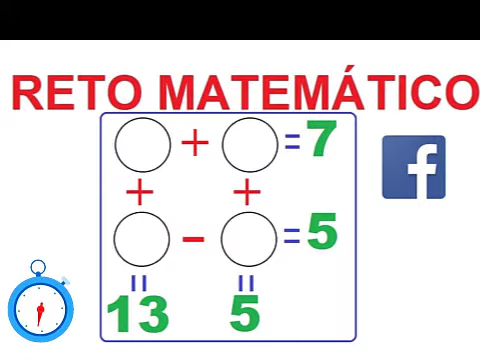 RETO MATEMÁTICO
+ = 7
+ +
- = 5
= =
13 5
f